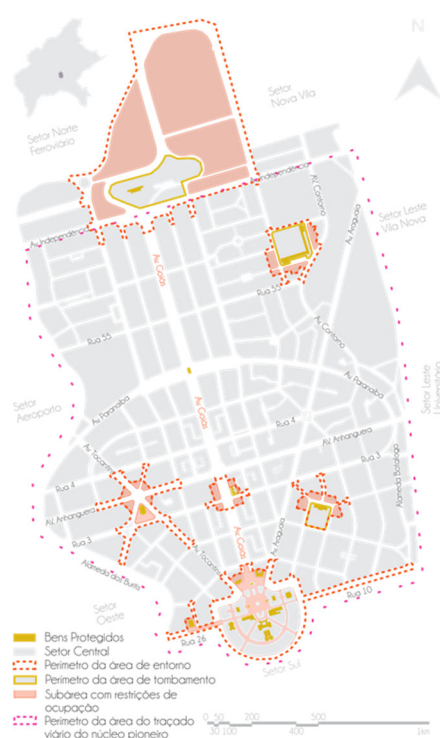 N
Setor
Nova Vila
Setor Norte
Ferroviário
Av. Independência
AV. Contorno
Av. Araguaia
Setor Leste
Vila Nova
Av. Independência
Av. Goiás
Rua 55
Rua 55
Av. Contorno
Av. Paranaíba
Setor Leste
Universitário
Setor
Aeroporto
Av. Paranaíba
Av. Goiás
Rua 4
AV. Anhanguera
Av. Tocantins
Rua 3
Rua 4
AV. Anhanguera
Alameda Botafogo
Rua 3
Av. Tocantins
Av. Goiás
Av. Araguaia
Alameda dos Buritis
Rua 10
Setor
Oeste
Rua 26
Setor Sul
Bens Protegidos
Setor Central
Perímetro da área de entorno
Perímetro da área de tombamento
Subárea com restrições de
ocupação
Perímetro da área do traçado
viário do núcleo pioneiro
0 50 200 500
30 100 400 1km